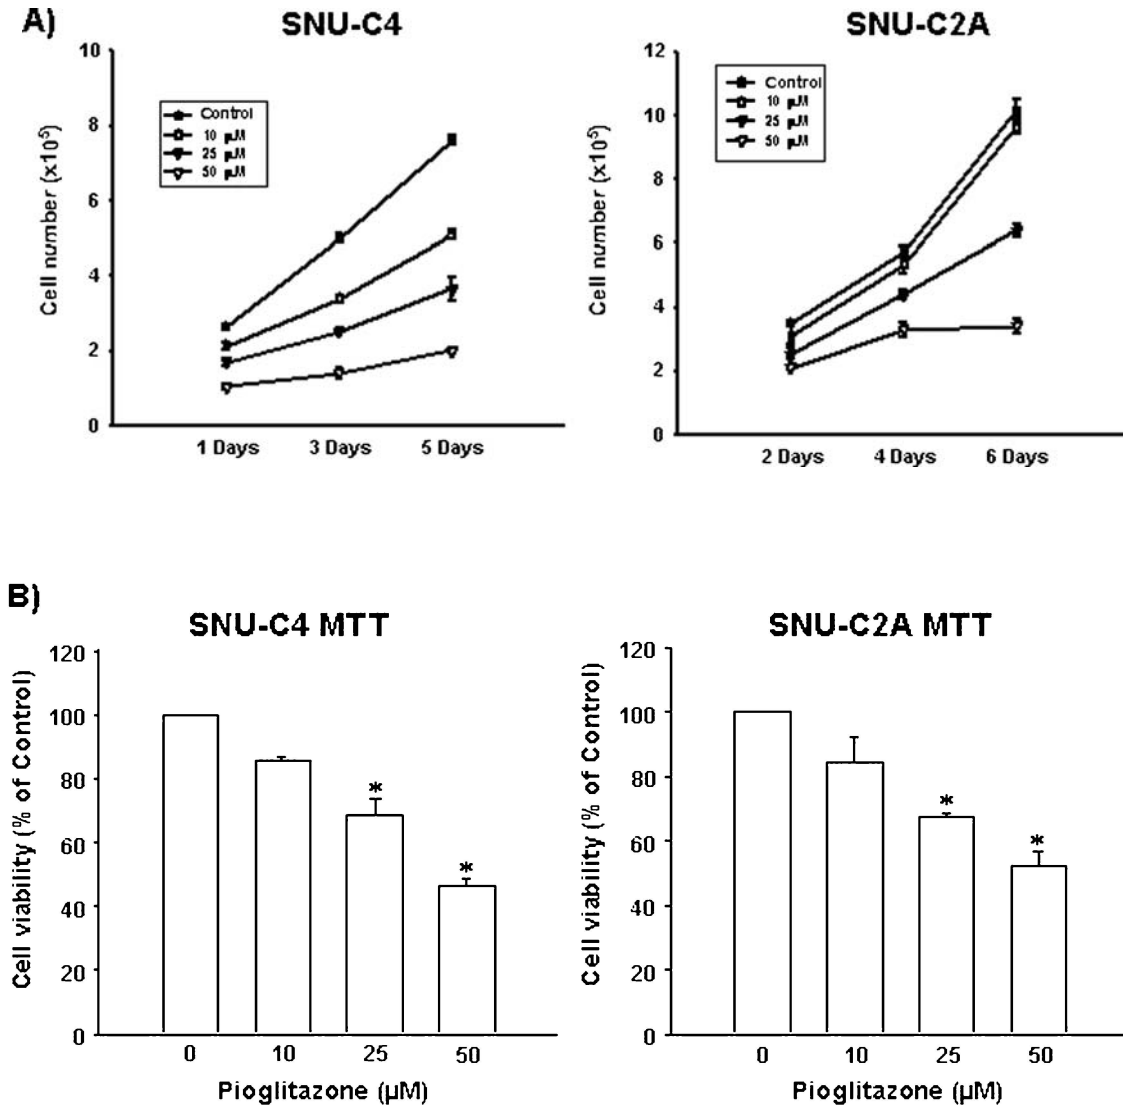 A)
SNU-C4
SNU-C2A
10
8
6
4
2
0
Cell number (x10⁵)
Control
10 µM
25 µM
50 µM
1 Days 3 Days 5 Days
12
10
8
6
4
2
0
Cell number (x10⁵)
Control
10 µM
25 µM
50 µM
2 Days 4 Days 6 Days
B)
SNU-C4 MTT
120
100
80
60
40
20
0
Cell viability (% of Control)
*
*
0 10 25 50
Pioglitazone (µM)
SNU-C2A MTT
120
100
80
60
40
20
0
Cell viability (% of Control)
*
*
0 10 25 50
Pioglitazone (µM)